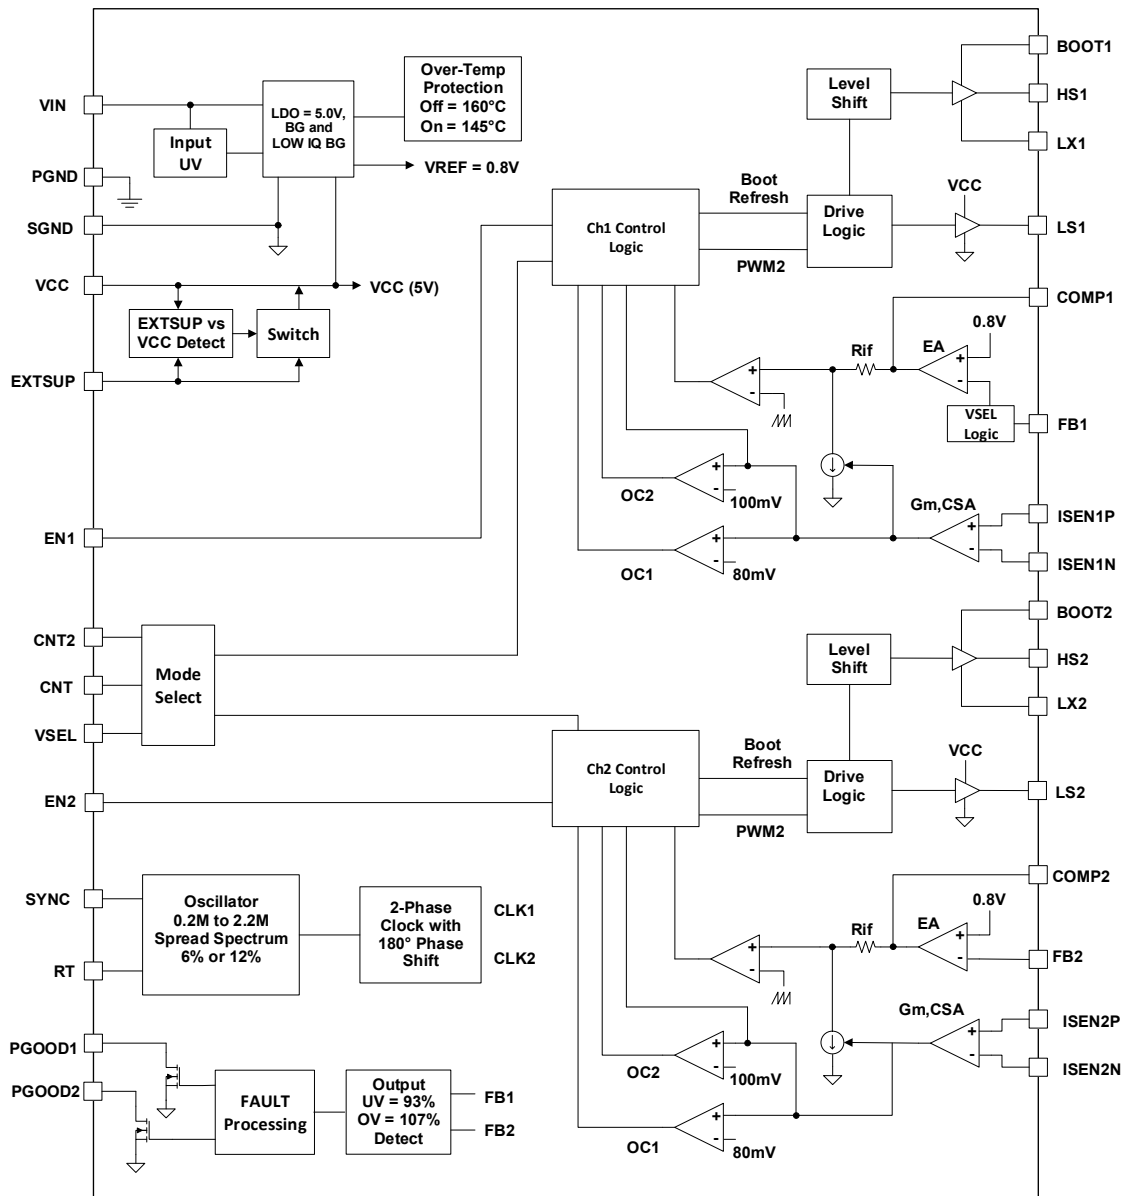 VIN
PGND
SGND
VCC
EXTSUP
EN1
CNT2
CNT
VSEL
EN2
SYNC
RT
PGOOD1
PGOOD2
Input
UV
LDO = 5.0V,
BG and
LOW IQ BG
Over-Temp
Protection
Off = 160°C
On = 145°C
VREF = 0.8V
VCC (5V)
EXTSUP vs
VCC Detect
Switch
Mode
Select
Oscillator
0.2M to 2.2M
Spread Spectrum
6% or 12%
2-Phase
Clock with
180° Phase
Shift
CLK1
CLK2
FAULT
Processing
Output
UV = 93%
OV = 107%
Detect
FB1
FB2
Ch1 Control
Logic
Boot
Refresh
PWM2
Level
Shift
Drive
Logic
VCC
0.8V
EA
Rif
+
-
+
-
VSEL
Logic
OC2
+
-
100mV
OC1
+
-
80mV
Gm,CSA
+
-
BOOT1
HS1
LX1
LS1
COMP1
FB1
ISEN1P
ISEN1N
Ch2 Control
Logic
Boot
Refresh
PWM2
Level
Shift
Drive
Logic
VCC
0.8V
EA
Rif
+
-
+
-
OC2
+
-
100mV
OC1
+
-
80mV
Gm,CSA
+
-
BOOT2
HS2
LX2
LS2
COMP2
FB2
ISEN2P
ISEN2N